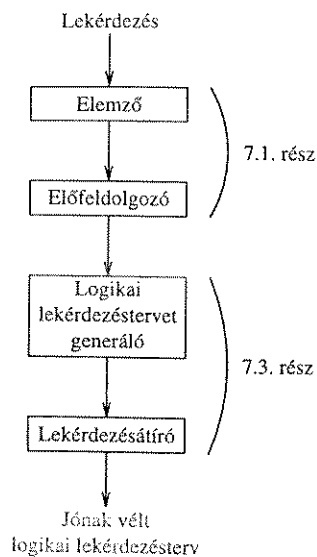 Lekérdezés
Elemző
7.1. rész
Előfeldolgozó
Logikai
lekérdezéstervet
generáló
7.3. rész
Lekérdezésátíró
Jónak vélt
logikai lekérdezésterv